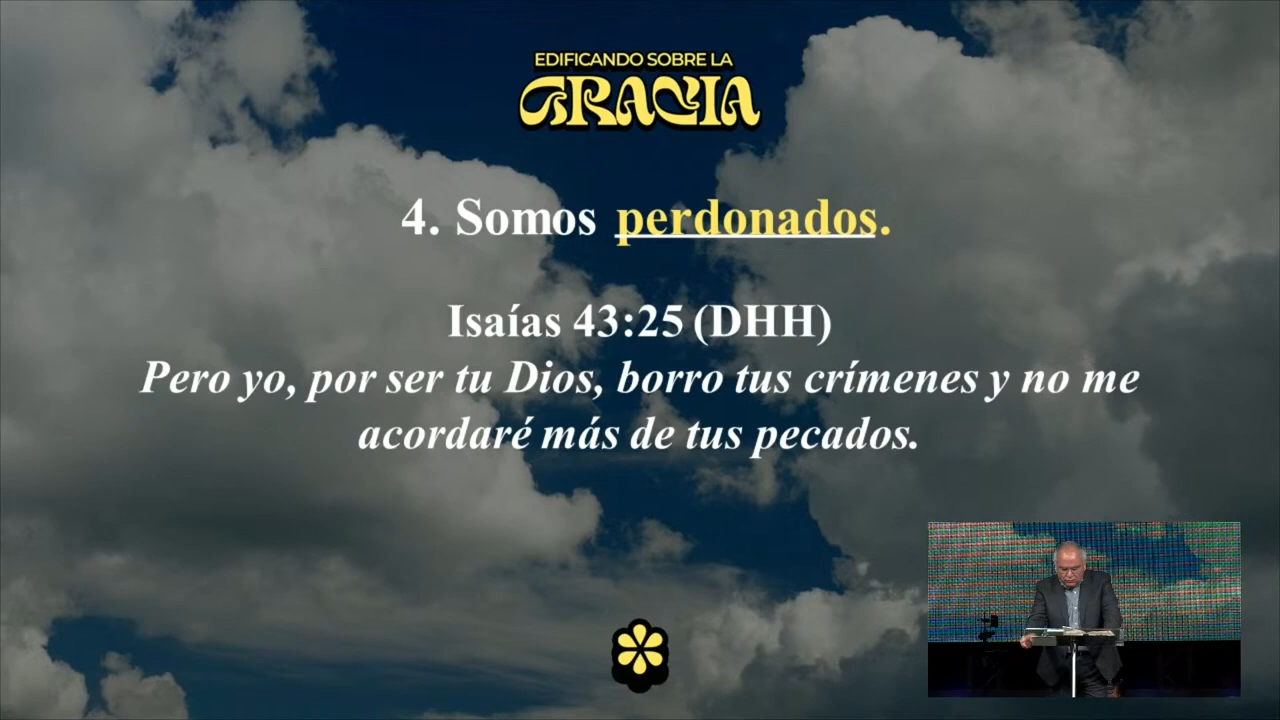 EDIFICANDO SOBRE LA
GRACIA
4. Somos perdonados.
Isaías 43:25 (DHH)
Pero yo, por ser tu Dios, borro tus crímenes y no me
acordaré más de tus pecados.